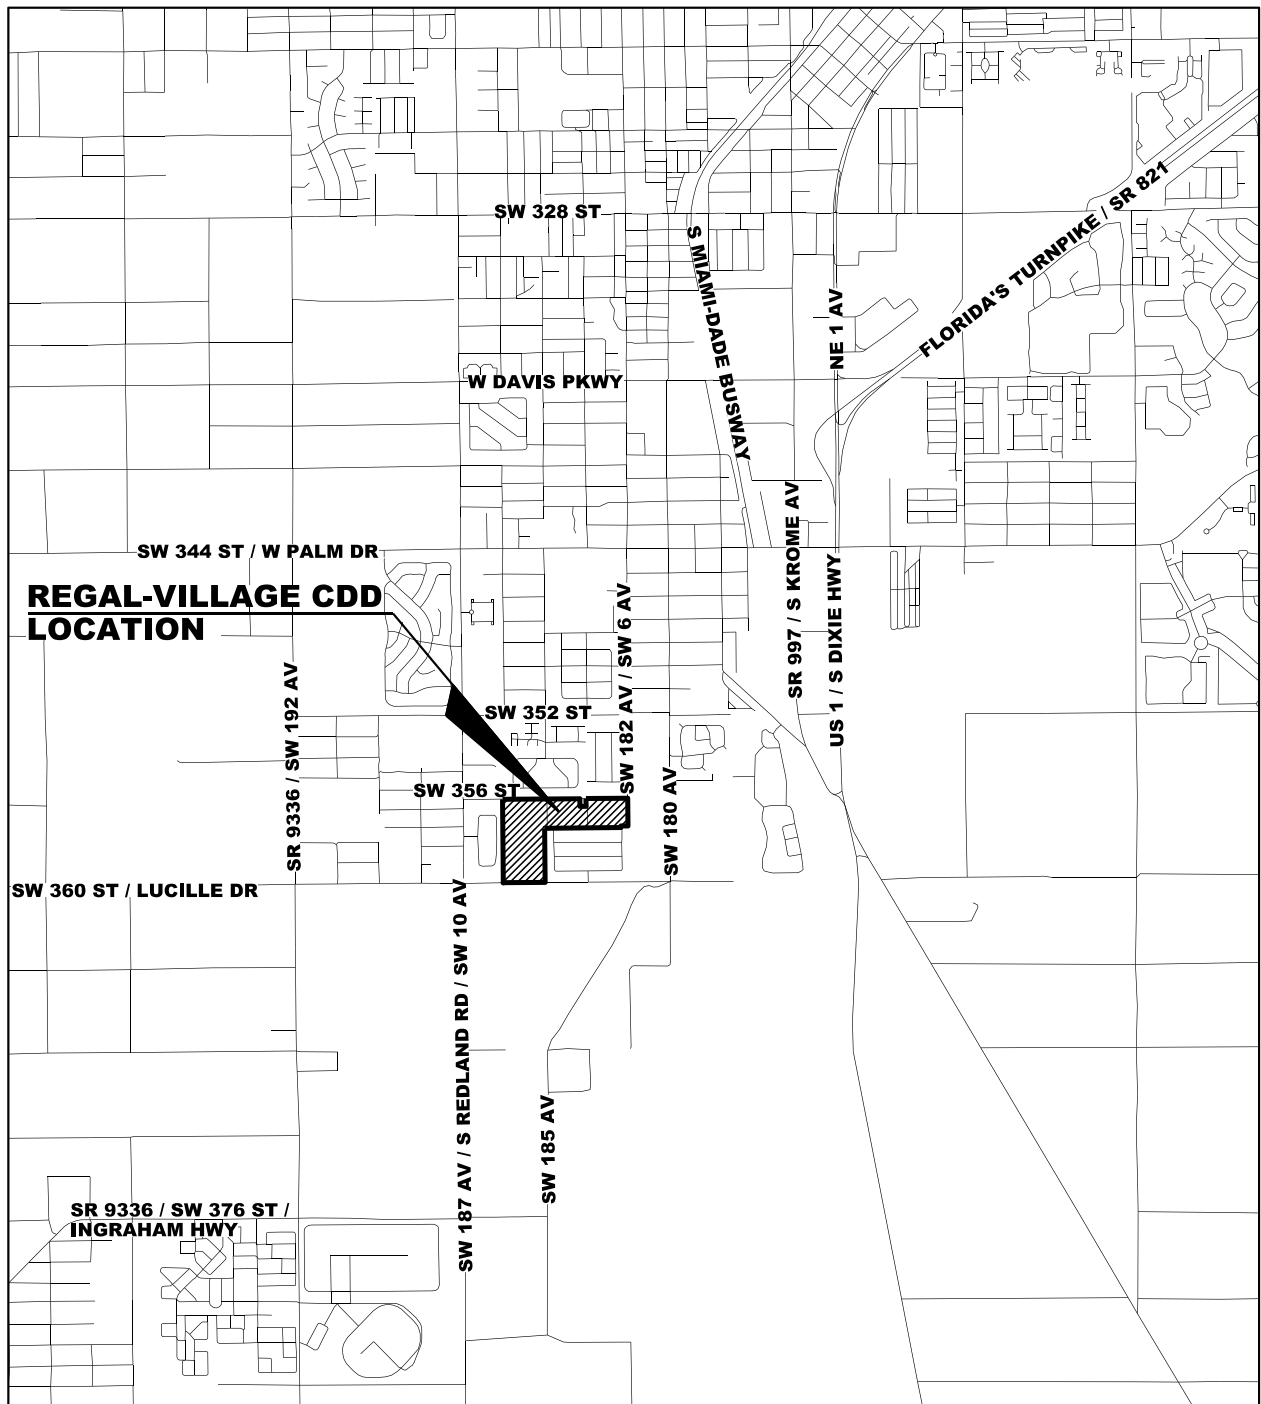 SW 328 ST
FLORIDA'S TURNPIKE / SR 821
S MIAMI-DADE BUSWAY
NE 1 AV
W DAVIS PKWY
SW 344 ST / W PALM DR
SR 997 / S KROME AV
US 1 / S DIXIE HWY
REGAL-VILLAGE CDD
LOCATION
SW 182 AV / SW 6 AV
SR 9336 / SW 192 AV
SW 352 ST
SW 356 ST
SW 180 AV
SW 360 ST / LUCILLE DR
SW 187 AV / S REDLAND RD / SW 10 AV
SW 185 AV
SR 9336 / SW 376 ST /
INGRAHAM HWY